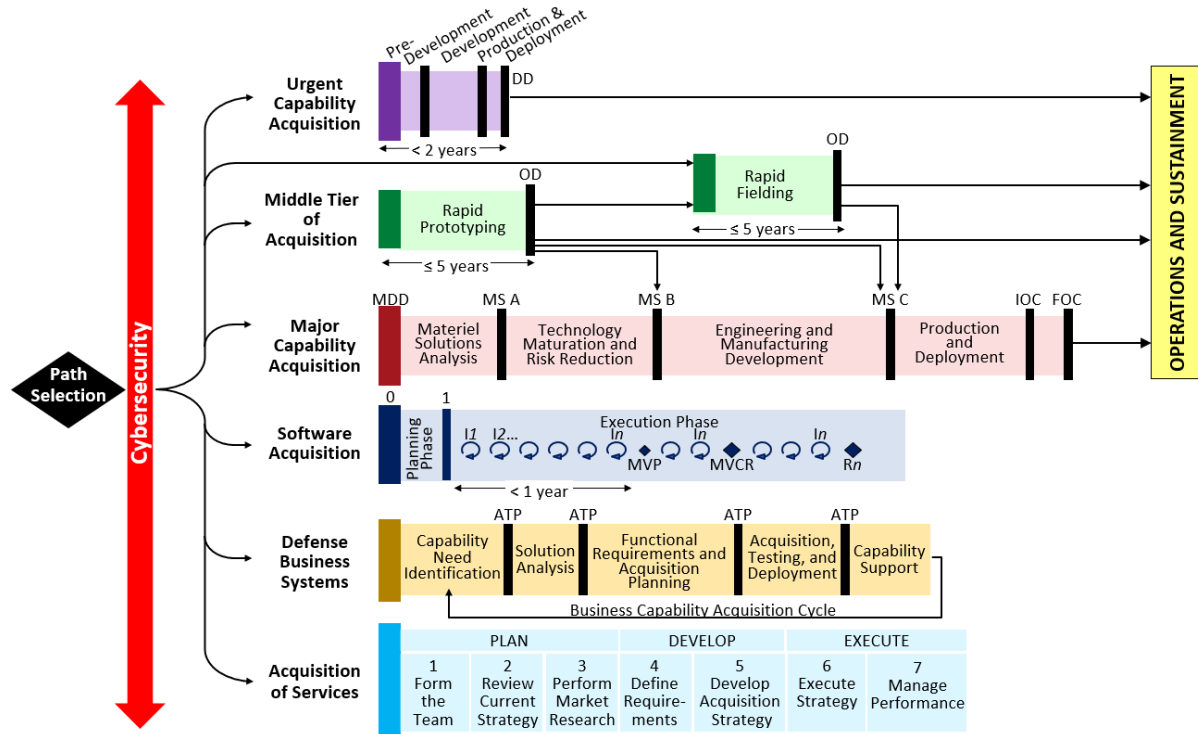 Pre-
Development
Development
Production &
Deployment
Urgent
Capability
Acquisition
DD
< 2 years
OD
Rapid
Fielding
≤ 5 years
Middle Tier
of
Acquisition
OD
Rapid
Prototyping
≤ 5 years
OPERATIONS AND SUSTAINMENT
Path
Selection
Cybersecurity
Major
Capability
Acquisition
MDD
MS A
MS B
MS C
IOC
FOC
Materiel
Solutions
Analysis
Technology
Maturation and
Risk Reduction
Engineering and
Manufacturing
Development
Production
and
Deployment
Software
Acquisition
0
1
Planning
Phase
Execution Phase
I1
I2...
In
In
In
MVP
MVCR
Rn
< 1 year
Defense
Business
Systems
ATP
ATP
ATP
ATP
Capability
Need
Identification
Solution
Analysis
Functional
Requirements and
Acquisition
Planning
Acquisition,
Testing, and
Deployment
Capability
Support
Business Capability Acquisition Cycle
Acquisition
of Services
PLAN
DEVELOP
EXECUTE
1
Form
the
Team
2
Review
Current
Strategy
3
Perform
Market
Research
4
Define
Require-
ments
5
Develop
Acquisition
Strategy
6
Execute
Strategy
7
Manage
Performance